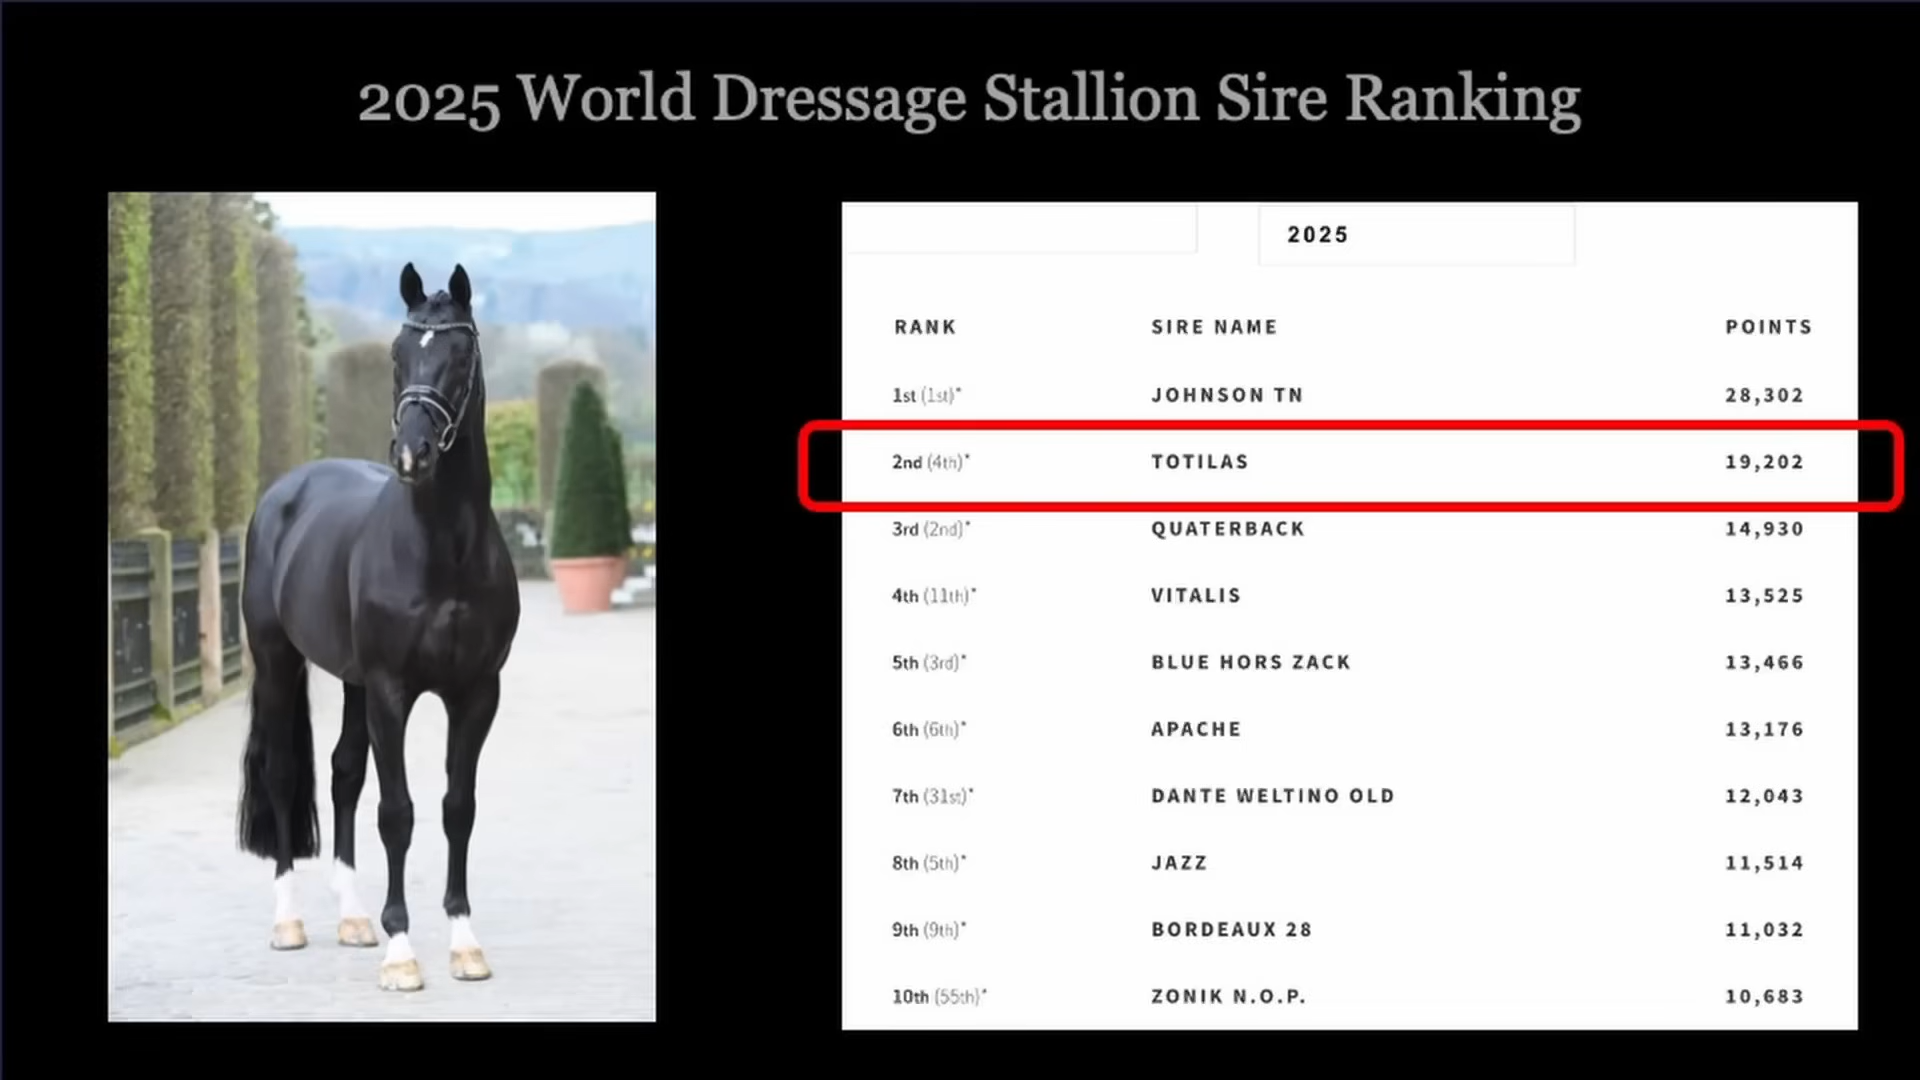 2025 World Dressage Stallion Sire Ranking
2025
RANK SIRE NAME POINTS
1st (1st)* JOHNSON TN 28,302
2nd (4th)* TOTILAS 19,202
3rd (2nd)* QUATERBACK 14,930
4th (11th)* VITALIS 13,525
5th (3rd)* BLUE HORS ZACK 13,466
6th (6th)* APACHE 13,176
7th (31st)* DANTE WELTINO OLD 12,043
8th (5th)* JAZZ 11,514
9th (9th)* BORDEAUX 28 11,032
10th (55th)* ZONIK N.O.P. 10,683